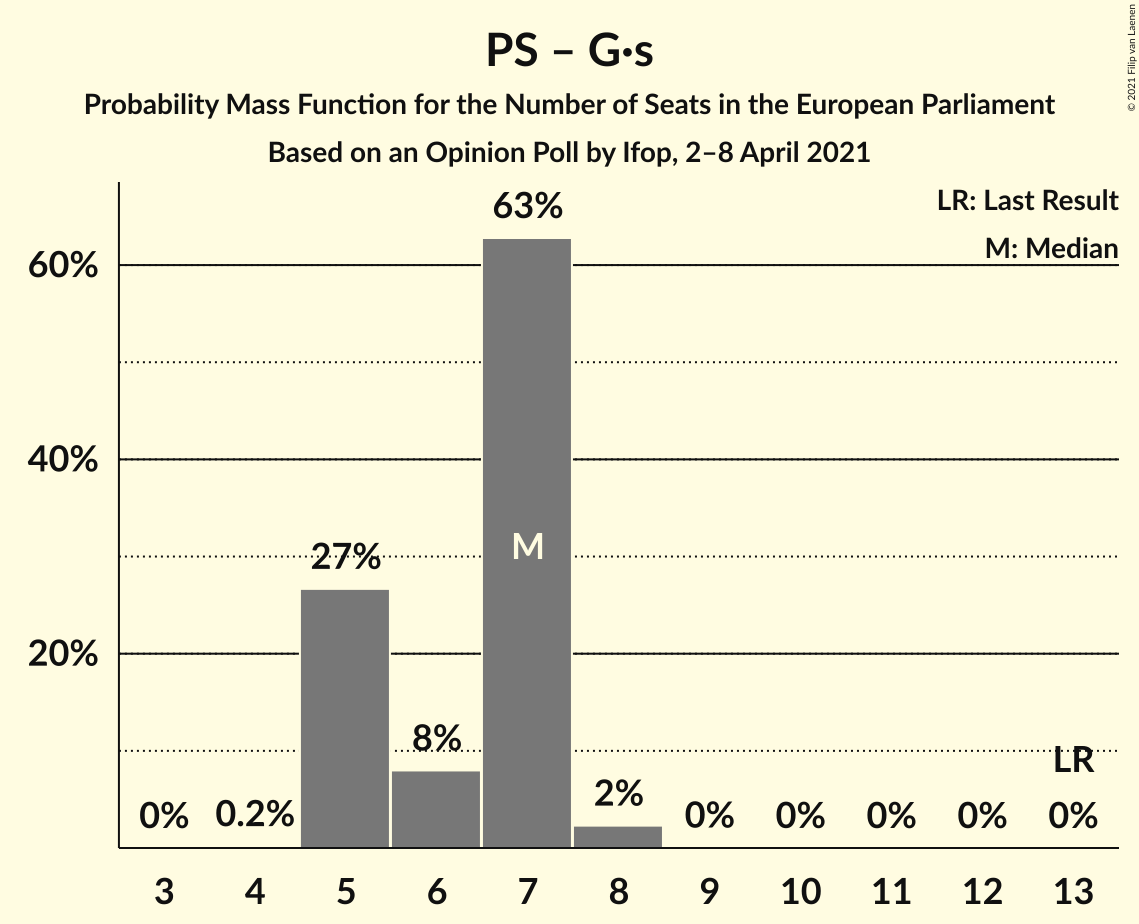 PS – G·s
Probability Mass Function for the Number of Seats in the European Parliament
Based on an Opinion Poll by Ifop, 2–8 April 2021
© 2021 Filip van Laenen
LR: Last Result
M: Median
63%
60%
40%
M
27%
20%
8%
LR
2%
0% 0.2% 0% 0% 0% 0% 0%
3 4 5 6 7 8 9 10 11 12 13